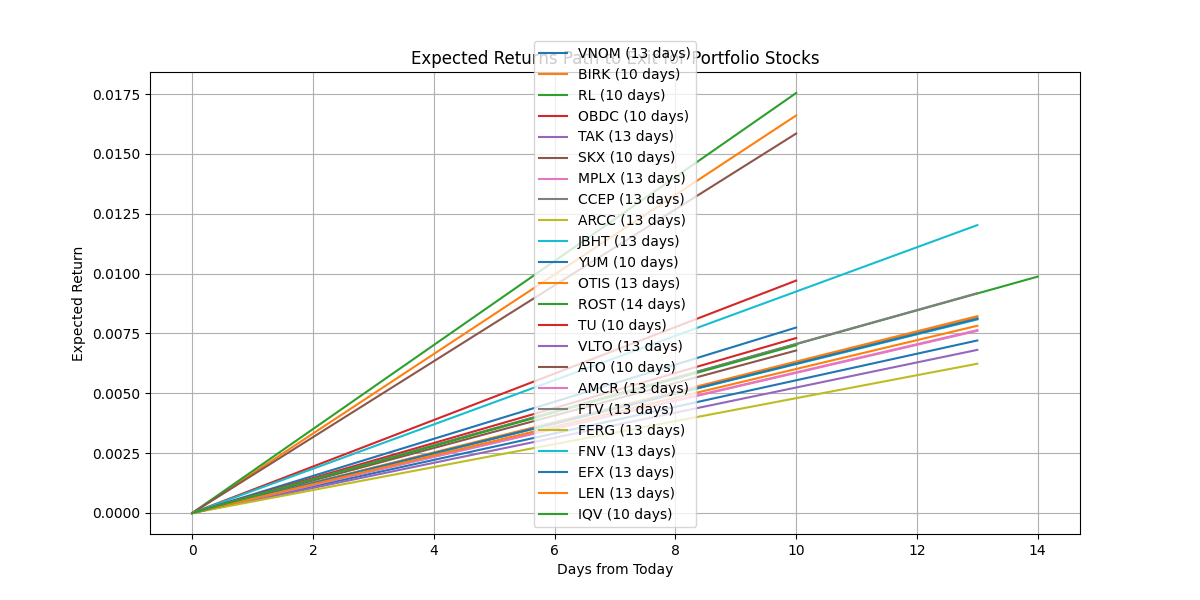 Expected Returns Path to Exit for Portfolio Stocks
VNOM (13 days)
BIRK (10 days)
RL (10 days)
OBDC (10 days)
TAK (13 days)
SKX (10 days)
MPLX (13 days)
CCEP (13 days)
ARCC (13 days)
JBHT (13 days)
YUM (10 days)
OTIS (13 days)
ROST (14 days)
TU (10 days)
VLTO (13 days)
ATO (10 days)
AMCR (13 days)
FTV (13 days)
FERG (13 days)
FNV (13 days)
EFX (13 days)
LEN (13 days)
IQV (10 days)
Expected Return
0.0175
0.0150
0.0125
0.0100
0.0075
0.0050
0.0025
0.0000
0 2 4 6 8 10 12 14
Days from Today